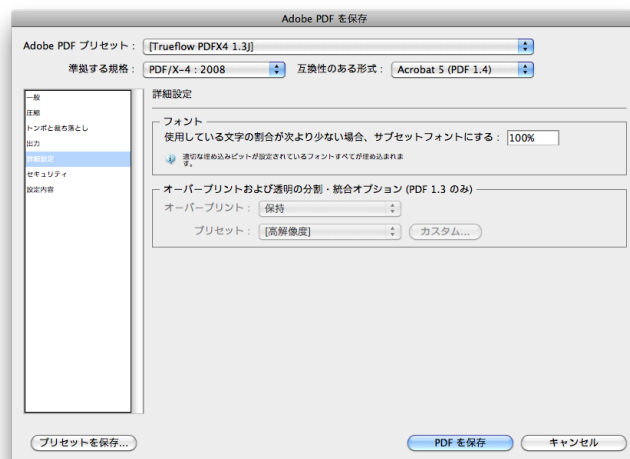 Adobe PDF を保存
Adobe PDF プリセット： [Trueflow PDFX4 1.3J]
準拠する規格： PDF/X-4 : 2008 互換性のある形式： Acrobat 5 (PDF 1.4)
一般
圧縮
トンボと裁ち落とし
出力
詳細設定
セキュリティ
設定内容
詳細設定
フォント
使用している文字の割合が次より少ない場合、サブセットフォントにする： 100%
適切な埋め込みビットが設定されているフォントすべてが埋め込まれま
す。
オーバープリントおよび透明の分割・統合オプション (PDF 1.3 のみ)
オーバープリント： 保持
プリセット： [高解像度] カスタム...
プリセットを保存... PDF を保存 キャンセル